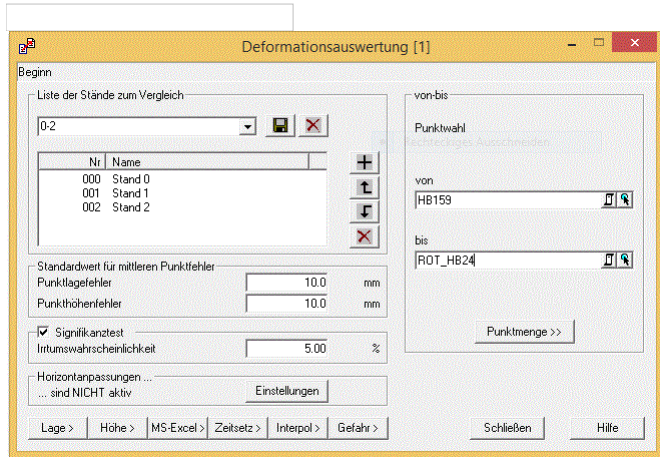 Deformationsauswertung [1]
Beginn
Liste der Stände zum Vergleich
0-2
Nr Name
000 Stand 0
001 Stand 1
002 Stand 2
Standardwert für mittleren Punktfehler
Punktlagefehler 10.0 mm
Punkthöhenfehler 10.0 mm
Signifikanztest
Irrtumswahrscheinlichkeit 5.00 %
Horizontanpassungen ...
... sind NICHT aktiv
Einstellungen
von-bis
Punktwahl
Rechteckiges Ausschneiden
von
HB159
bis
ROT_HB24
Punktmenge >>
Lage > Höhe > MS-Excel > Zeitsetz > Interpol > Gefahr > Schließen Hilfe